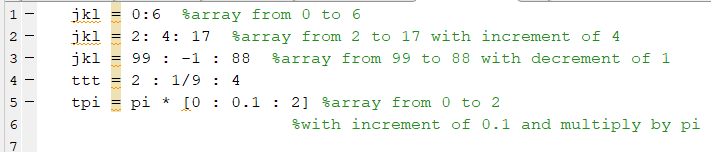 1 - jkl = 0:6 %array from 0 to 6
2 - jkl = 2: 4: 17 %array from 2 to 17 with increment of 4
3 - jkl = 99 : -1 : 88 %array from 99 to 88 with decrement of 1
4 - ttt = 2 : 1/9 : 4
5 - tpi = pi * [0 : 0.1 : 2] %array from 0 to 2
6 %with increment of 0.1 and multiply by pi
7